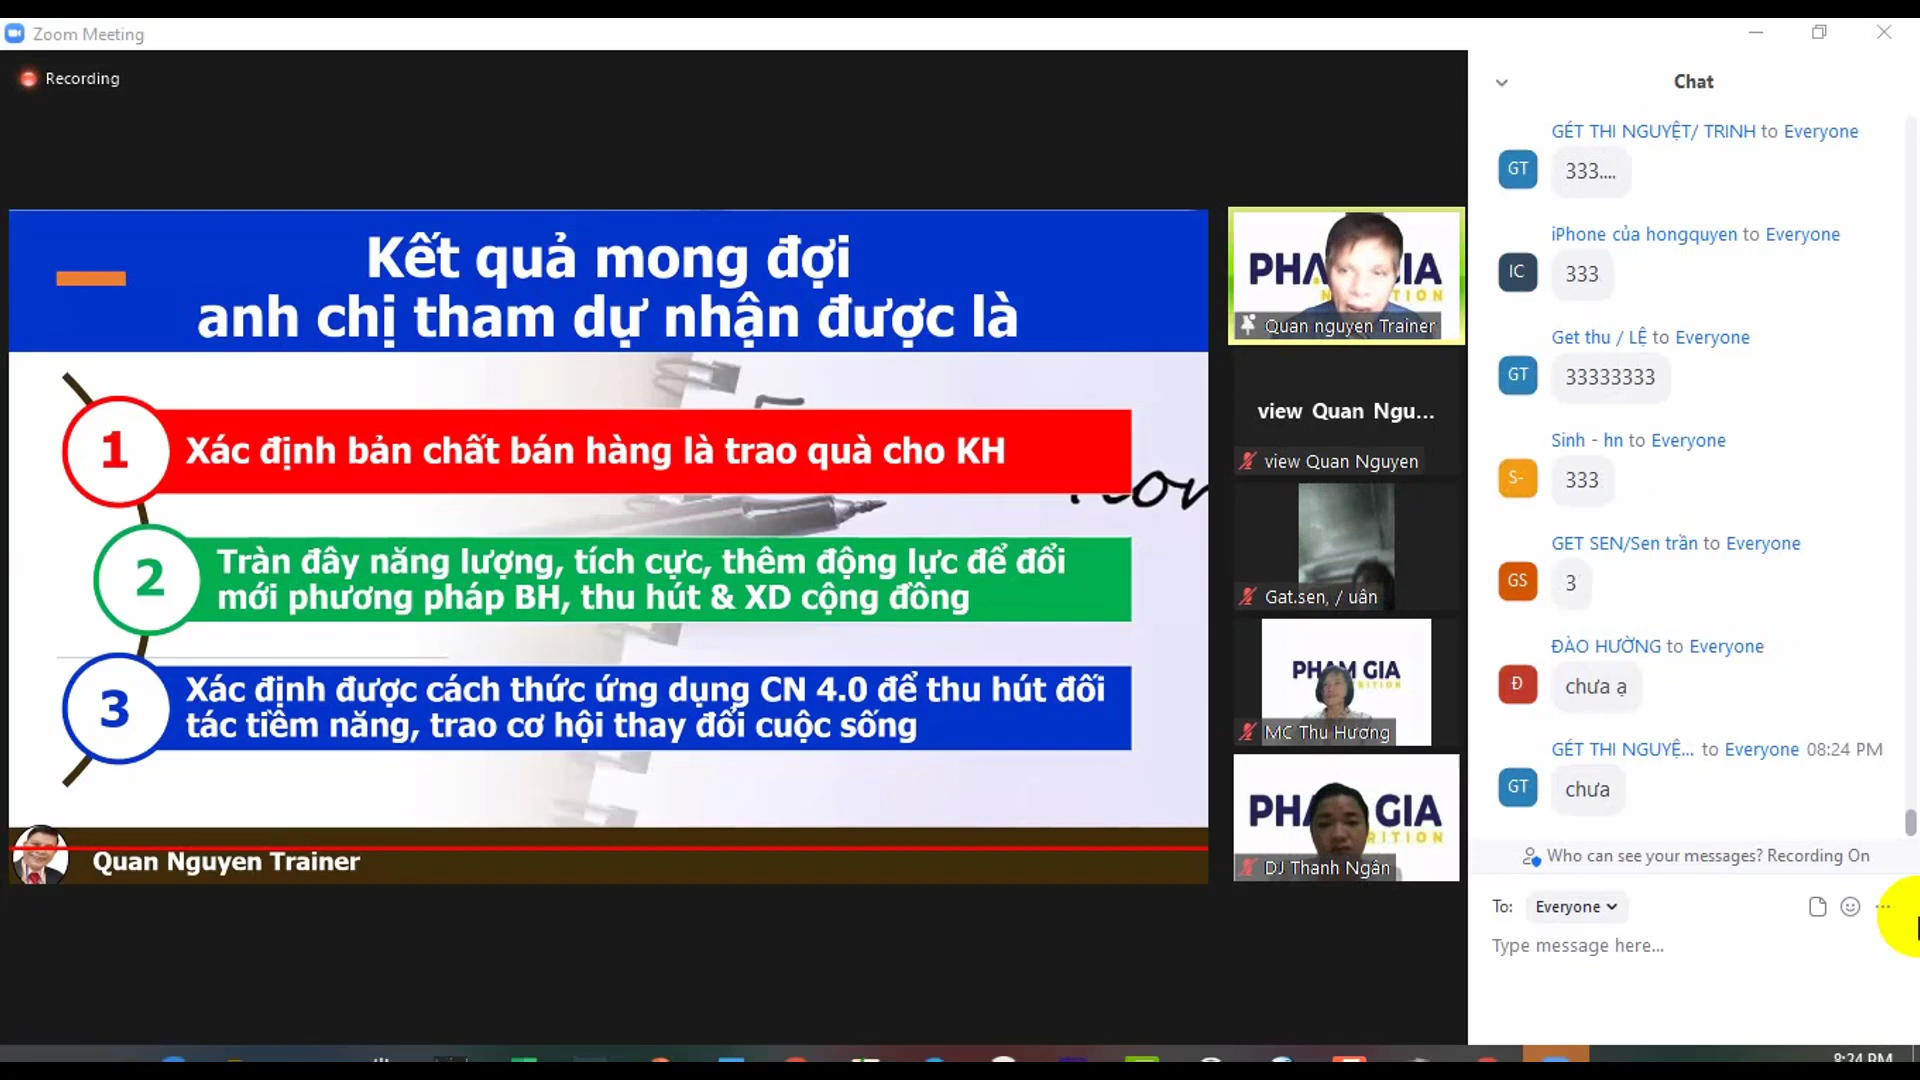 Zoom Meeting
Recording
Kết quả mong đợi
anh chị tham dự nhận được là
1
Xác định bản chất bán hàng là trao quà cho KH
2
Tràn đây năng lượng, tích cực, thêm động lực để đổi
mới phương pháp BH, thu hút & XD cộng đồng
3
Xác định được cách thức ứng dụng CN 4.0 để thu hút đối
tác tiềm năng, trao cơ hội thay đổi cuộc sống
Quan Nguyen Trainer
Quan nguyen Trainer
view Quan Ngu...
view Quan Nguyen
Gat.sen, / uân
PHAM GIA
MC Thu Hương
DJ Thanh Ngân
Chat
GÉT THI NGUYỆT/ TRINH to Everyone
GT
333....
iPhone của hongquyen to Everyone
IC
333
Get thu / LỆ to Everyone
GT
33333333
Sinh - hn to Everyone
S-
333
GET SEN/Sen trần to Everyone
GS
3
ĐÀO HƯỜNG to Everyone
Đ
chưa ạ
GÉT THI NGUYỆ... to Everyone 08:24 PM
GT
chưa
Who can see your messages? Recording On
To: Everyone
Type message here...
8:24 PM